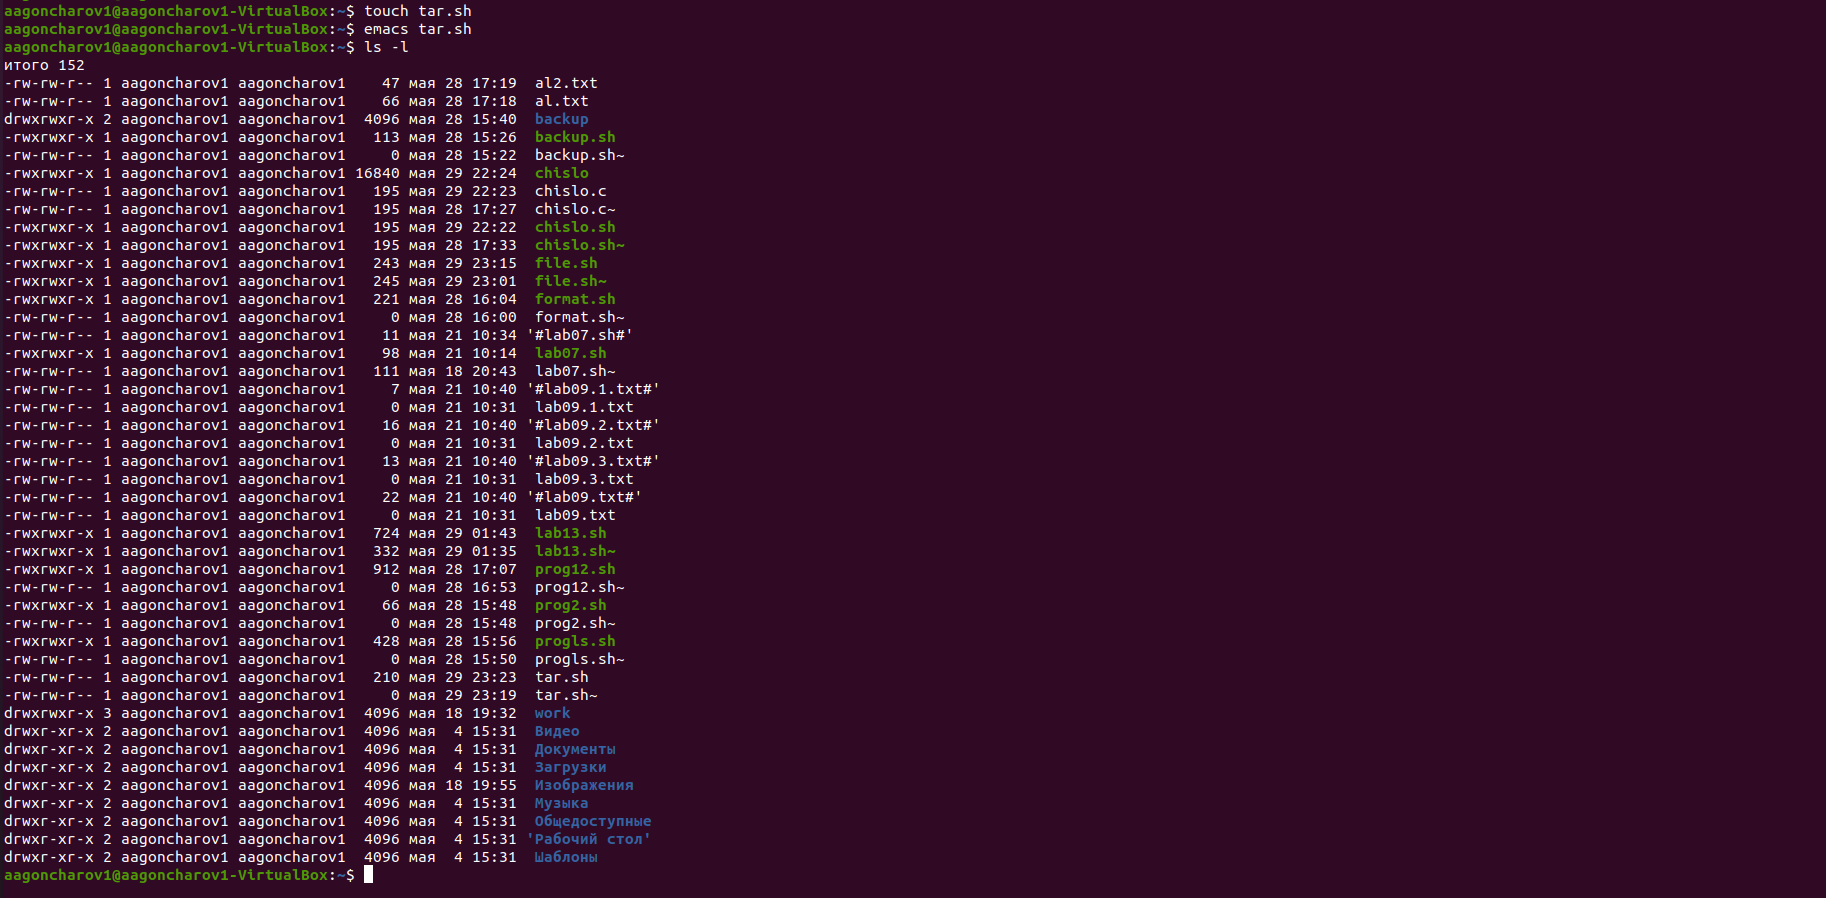 aagoncharov1@aagoncharov1-VirtualBox:~$ touch tar.sh
aagoncharov1@aagoncharov1-VirtualBox:~$ emacs tar.sh
aagoncharov1@aagoncharov1-VirtualBox:~$ ls -l
итого 152
-rw-rw-r-- 1 aagoncharov1 aagoncharov1    47 мая 28 17:19  al2.txt
-rw-rw-r-- 1 aagoncharov1 aagoncharov1    66 мая 28 17:18  al.txt
drwxrwxr-x 2 aagoncharov1 aagoncharov1  4096 мая 28 15:40  backup
-rwxrwxr-x 1 aagoncharov1 aagoncharov1   113 мая 28 15:26  backup.sh
-rw-rw-r-- 1 aagoncharov1 aagoncharov1     0 мая 28 15:22  backup.sh~
-rwxrwxr-x 1 aagoncharov1 aagoncharov1 16840 мая 29 22:24  chislo
-rw-rw-r-- 1 aagoncharov1 aagoncharov1   195 мая 29 22:23  chislo.c
-rw-rw-r-- 1 aagoncharov1 aagoncharov1   195 мая 28 17:27  chislo.c~
-rwxrwxr-x 1 aagoncharov1 aagoncharov1   195 мая 29 22:22  chislo.sh
-rwxrwxr-x 1 aagoncharov1 aagoncharov1   195 мая 28 17:33  chislo.sh~
-rwxrwxr-x 1 aagoncharov1 aagoncharov1   243 мая 29 23:15  file.sh
-rwxrwxr-x 1 aagoncharov1 aagoncharov1   245 мая 29 23:01  file.sh~
-rwxrwxr-x 1 aagoncharov1 aagoncharov1   221 мая 28 16:04  format.sh
-rw-rw-r-- 1 aagoncharov1 aagoncharov1     0 мая 28 16:00  format.sh~
-rw-rw-r-- 1 aagoncharov1 aagoncharov1    11 мая 21 10:34 '#lab07.sh#'
-rwxrwxr-x 1 aagoncharov1 aagoncharov1    98 мая 21 10:14  lab07.sh
-rw-rw-r-- 1 aagoncharov1 aagoncharov1   111 мая 18 20:43  lab07.sh~
-rw-rw-r-- 1 aagoncharov1 aagoncharov1     7 мая 21 10:40 '#lab09.1.txt#'
-rw-rw-r-- 1 aagoncharov1 aagoncharov1     0 мая 21 10:31  lab09.1.txt
-rw-rw-r-- 1 aagoncharov1 aagoncharov1    16 мая 21 10:40 '#lab09.2.txt#'
-rw-rw-r-- 1 aagoncharov1 aagoncharov1     0 мая 21 10:31  lab09.2.txt
-rw-rw-r-- 1 aagoncharov1 aagoncharov1    13 мая 21 10:40 '#lab09.3.txt#'
-rw-rw-r-- 1 aagoncharov1 aagoncharov1     0 мая 21 10:31  lab09.3.txt
-rw-rw-r-- 1 aagoncharov1 aagoncharov1    22 мая 21 10:40 '#lab09.txt#'
-rw-rw-r-- 1 aagoncharov1 aagoncharov1     0 мая 21 10:31  lab09.txt
-rwxrwxr-x 1 aagoncharov1 aagoncharov1   724 мая 29 01:43  lab13.sh
-rwxrwxr-x 1 aagoncharov1 aagoncharov1   332 мая 29 01:35  lab13.sh~
-rwxrwxr-x 1 aagoncharov1 aagoncharov1   912 мая 28 17:07  prog12.sh
-rw-rw-r-- 1 aagoncharov1 aagoncharov1     0 мая 28 16:53  prog12.sh~
-rwxrwxr-x 1 aagoncharov1 aagoncharov1    66 мая 28 15:48  prog2.sh
-rw-rw-r-- 1 aagoncharov1 aagoncharov1     0 мая 28 15:48  prog2.sh~
-rwxrwxr-x 1 aagoncharov1 aagoncharov1   428 мая 28 15:56  progls.sh
-rw-rw-r-- 1 aagoncharov1 aagoncharov1     0 мая 28 15:50  progls.sh~
-rw-rw-r-- 1 aagoncharov1 aagoncharov1   210 мая 29 23:23  tar.sh
-rw-rw-r-- 1 aagoncharov1 aagoncharov1     0 мая 29 23:19  tar.sh~
drwxrwxr-x 3 aagoncharov1 aagoncharov1  4096 мая 18 19:32  work
drwxr-xr-x 2 aagoncharov1 aagoncharov1  4096 мая  4 15:31  Видео
drwxr-xr-x 2 aagoncharov1 aagoncharov1  4096 мая  4 15:31  Документы
drwxr-xr-x 2 aagoncharov1 aagoncharov1  4096 мая  4 15:31  Загрузки
drwxr-xr-x 2 aagoncharov1 aagoncharov1  4096 мая 18 19:55  Изображения
drwxr-xr-x 2 aagoncharov1 aagoncharov1  4096 мая  4 15:31  Музыка
drwxr-xr-x 2 aagoncharov1 aagoncharov1  4096 мая  4 15:31  Общедоступные
drwxr-xr-x 2 aagoncharov1 aagoncharov1  4096 мая  4 15:31 'Рабочий стол'
drwxr-xr-x 2 aagoncharov1 aagoncharov1  4096 мая  4 15:31  Шаблоны
aagoncharov1@aagoncharov1-VirtualBox:~$